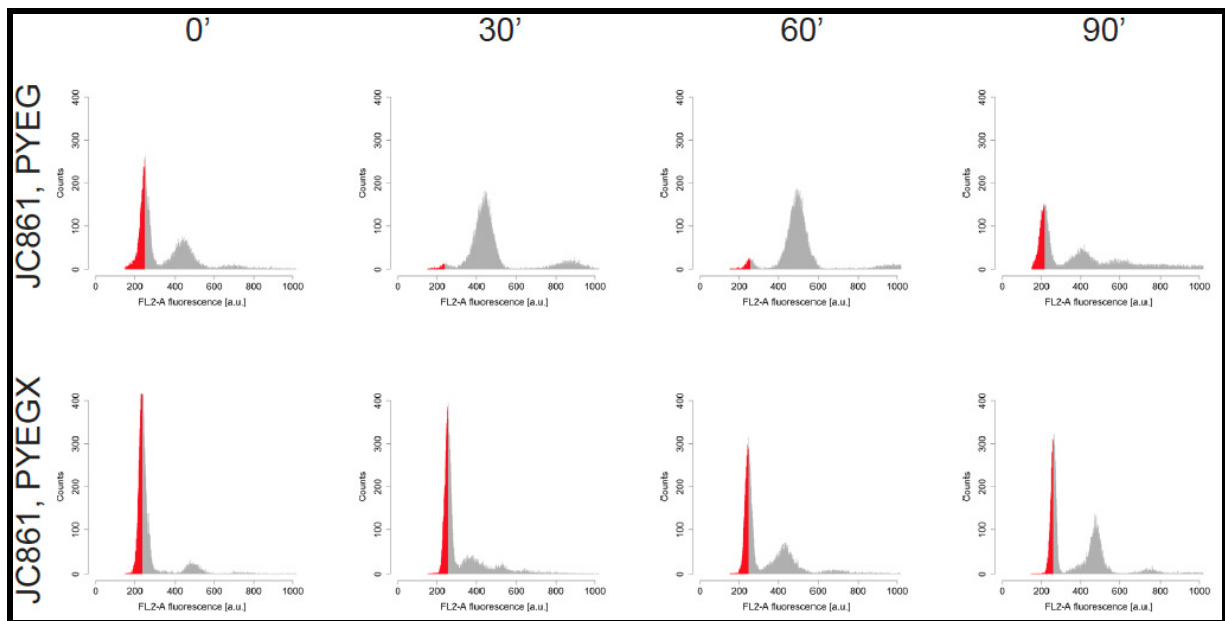 0’ 30’ 60’ 90’
JC861, PYEG
400 400 400 400
300 300 300 300
200 200 200 200
100 100 100 100
0 0 0 0
Counts Counts Counts Counts
0 200 400 600 800 1000 0 200 400 600 800 1000 0 200 400 600 800 1000 0 200 400 600 800 1000
FL2-A fluorescence [a.u.] FL2-A fluorescence [a.u.] FL2-A fluorescence [a.u.] FL2-A fluorescence [a.u.]
JC861, PYEGX
400 400 400 400
300 300 300 300
200 200 200 200
100 100 100 100
0 0 0 0
Counts Counts Counts Counts
0 200 400 600 800 1000 0 200 400 600 800 1000 0 200 400 600 800 1000 0 200 400 600 800 1000
FL2-A fluorescence [a.u.] FL2-A fluorescence [a.u.] FL2-A fluorescence [a.u.] FL2-A fluorescence [a.u.]